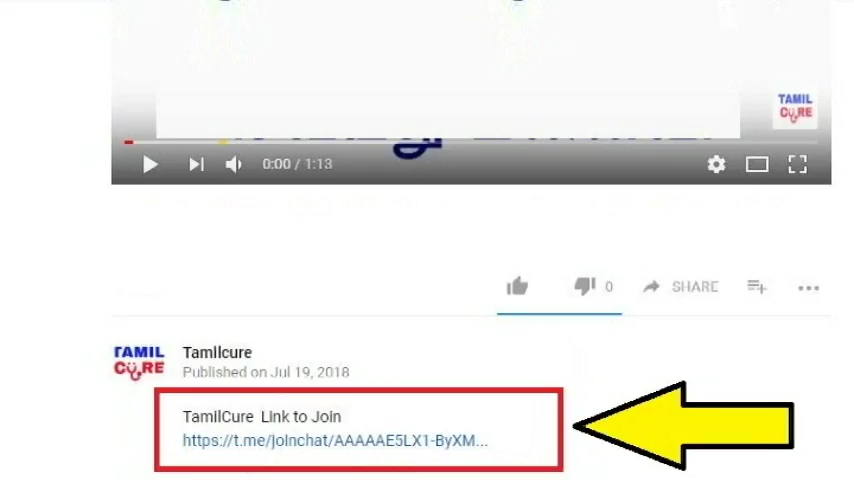 TAMIL
CURE
0:00 / 1:13
0
SHARE
TAMIL
CURE
Tamilcure
Published on Jul 19, 2018
TamilCure Link to Join
https://t.me/joinchat/AAAAAE5LX1-ByXM...